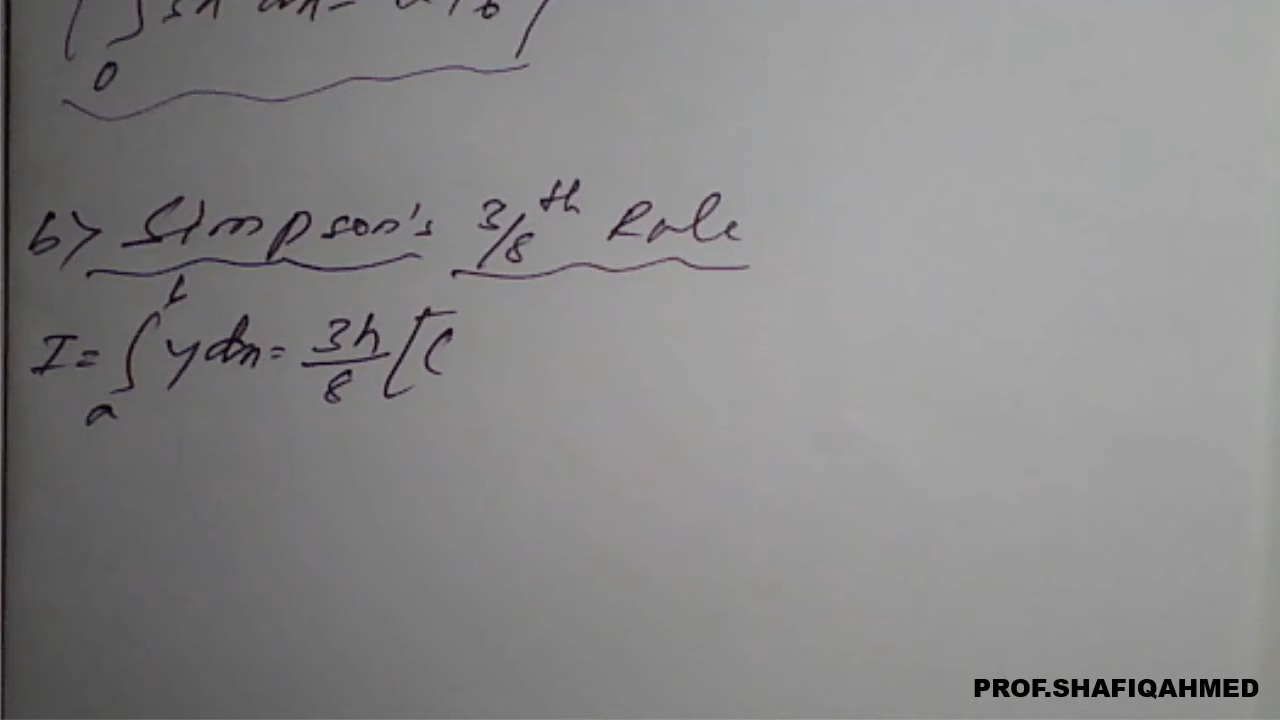 0
b> Simpson's 3/8th Rule
I = ∫ₐᵇ y dx = 3h/8 [(
PROF.SHAFIQAHMED